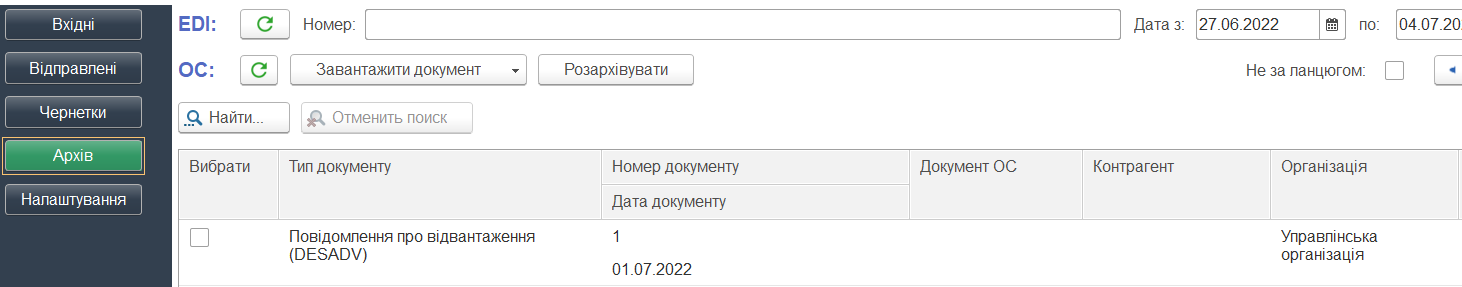 Вхідні
Відправлені
Чернетки
Архів
Налаштування
EDI: Номер: Дата з: 27.06.2022 по: 04.07.20
ОС: Завантажити документ Розархівувати Не за ланцюгом:
Найти... Отменить поиск
Вибрати Тип документу Номер документу Документ ОС Контрагент Організація
Дата документу
Повідомлення про відвантаження 1 Управлінська
(DESADV) організація
01.07.2022